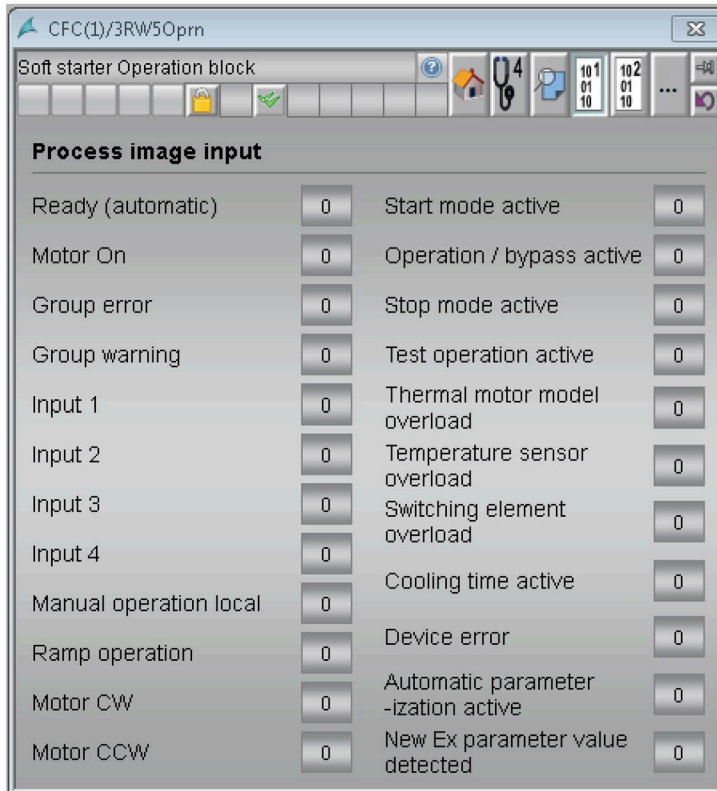 CFC(1)/3RW5Oprn
Soft starter Operation block
4
101
01
10
102
01
10
...
Process image input
Ready (automatic) 0 Start mode active 0
Motor On 0 Operation / bypass active 0
Group error 0 Stop mode active 0
Group warning 0 Test operation active 0
Input 1 0 Thermal motor model
overload 0
Input 2 0 Temperature sensor
overload 0
Input 3 0 Switching element
overload 0
Input 4 0 Cooling time active 0
Manual operation local 0 Device error 0
Ramp operation 0
Motor CW 0 Automatic parameter
-ization active 0
Motor CCW 0 New Ex parameter value
detected 0